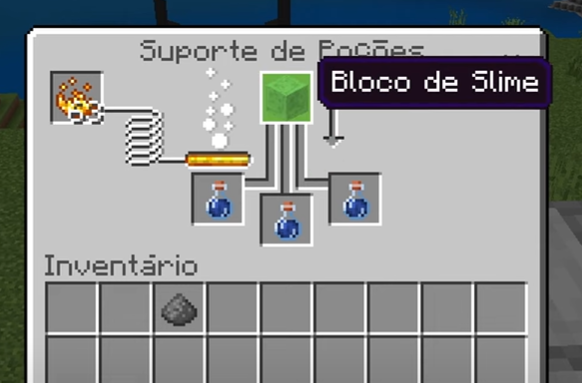 Suporte de Poções
Bloco de Slime
Inventário